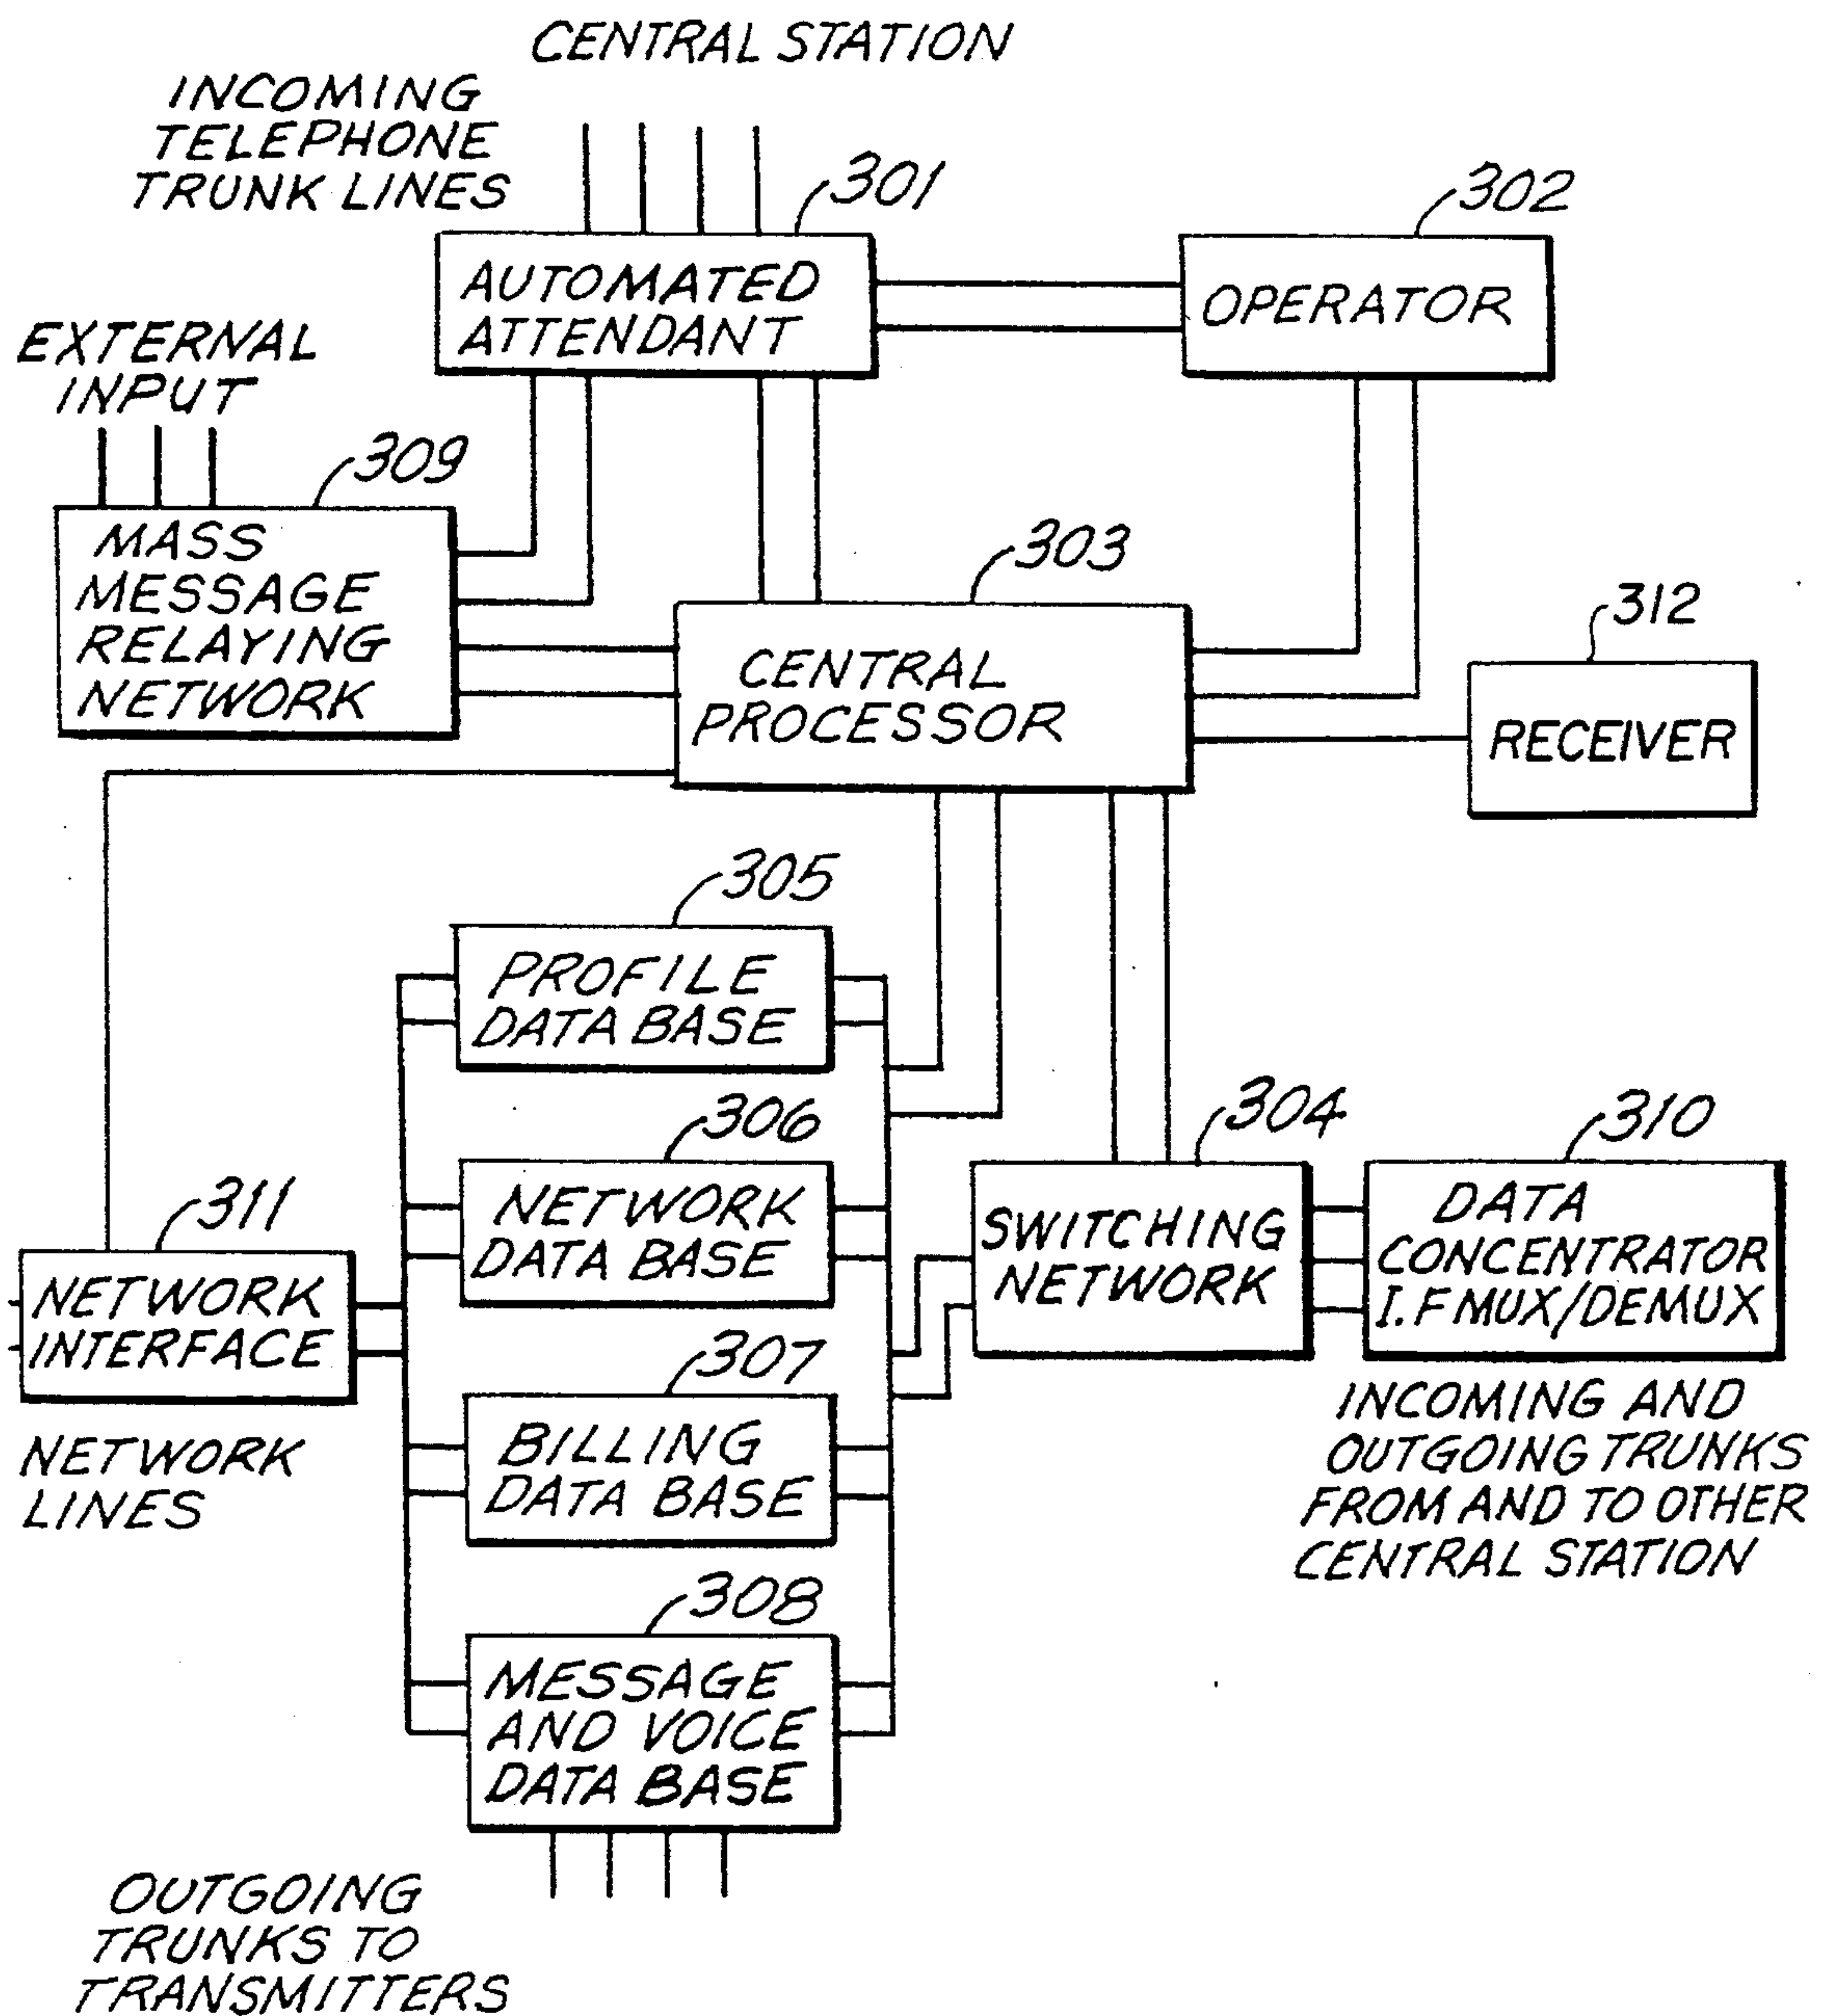 CENTRAL STATION
INCOMING
TELEPHONE
TRUNK LINES
301
302
AUTOMATED
ATTENDANT
OPERATOR
EXTERNAL
INPUT
309
MASS
MESSAGE
RELAYING
NETWORK
303
CENTRAL
PROCESSOR
312
RECEIVER
305
PROFILE
DATA BASE
306
NETWORK
DATA BASE
304
SWITCHING
NETWORK
310
DATA
CONCENTRATOR
I.F MUX/DEMUX
INCOMING AND
OUTGOING TRUNKS
FROM AND TO OTHER
CENTRAL STATION
311
NETWORK
INTERFACE
NETWORK
LINES
307
BILLING
DATA BASE
308
MESSAGE
AND VOICE
DATA BASE
OUTGOING
TRUNKS TO
TRANSMITTERS